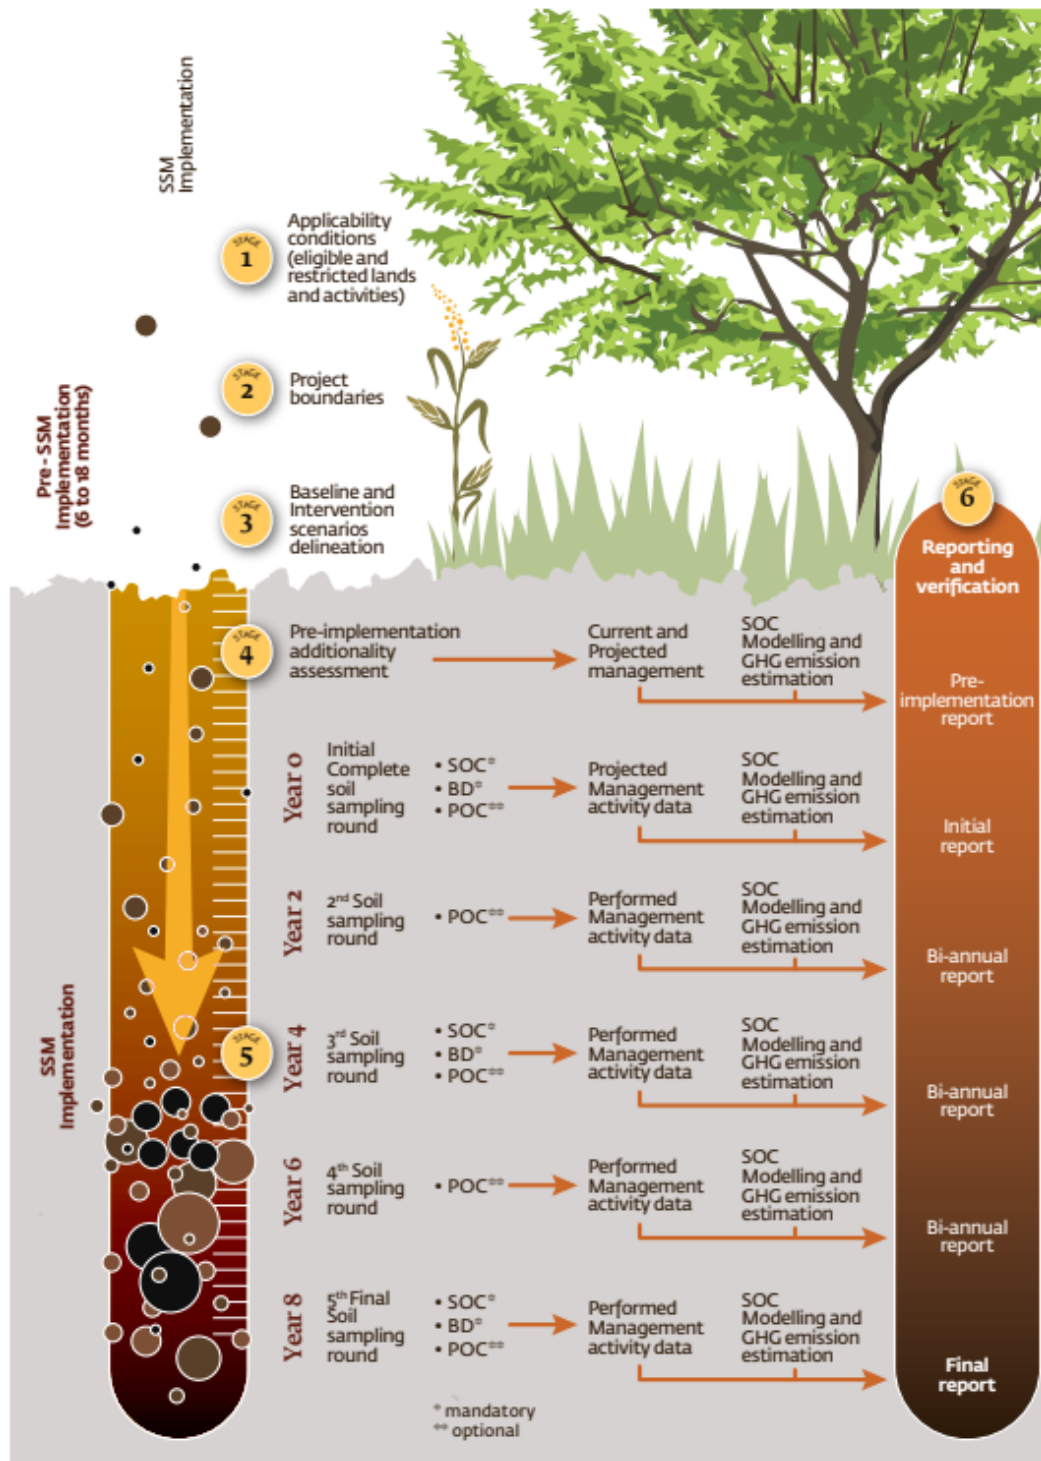 SSM
Implementation
STAGE
1
Applicability
conditions
(eligible and
restricted lands
and activities)
STAGE
2
Project
boundaries
Pre - SSM
Implementation
(6 to 18 months)
STAGE
3
Baseline and
Intervention
scenarios
delineation
STAGE
6
Reporting
and
verification
STAGE
4
Pre-implementation
additionality
assessment
Current and
Projected
management
SOC
Modelling and
GHG emission
estimation
Pre-
implementation
report
Year 0
Initial
Complete
soil
sampling
round
• SOC*
• BD*
• POC**
Projected
Management
activity data
SOC
Modelling and
GHG emission
estimation
Initial
report
Year 2
2nd Soil
sampling
round
• POC**
Performed
Management
activity data
SOC
Modelling and
GHG emission
estimation
Bi-annual
report
SSM
Implementation
STAGE
5
Year 4
3rd Soil
sampling
round
• SOC*
• BD*
• POC**
Performed
Management
activity data
SOC
Modelling and
GHG emission
estimation
Bi-annual
report
Year 6
4th Soil
sampling
round
• POC**
Performed
Management
activity data
SOC
Modelling and
GHG emission
estimation
Bi-annual
report
Year 8
5th Final
Soil
sampling
round
• SOC*
• BD*
• POC**
Performed
Management
activity data
SOC
Modelling and
GHG emission
estimation
Final
report
* mandatory
** optional